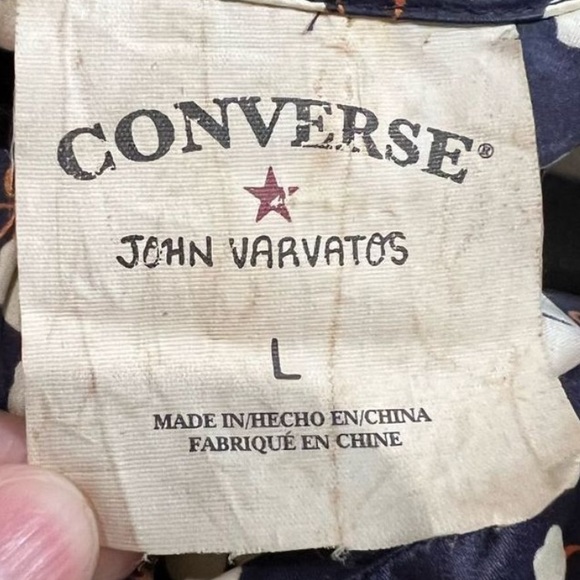 CONVERSE®
JOHN VARVATOS
L
MADE IN/HECHO EN/CHINA
FABRIQUÉ EN CHINE